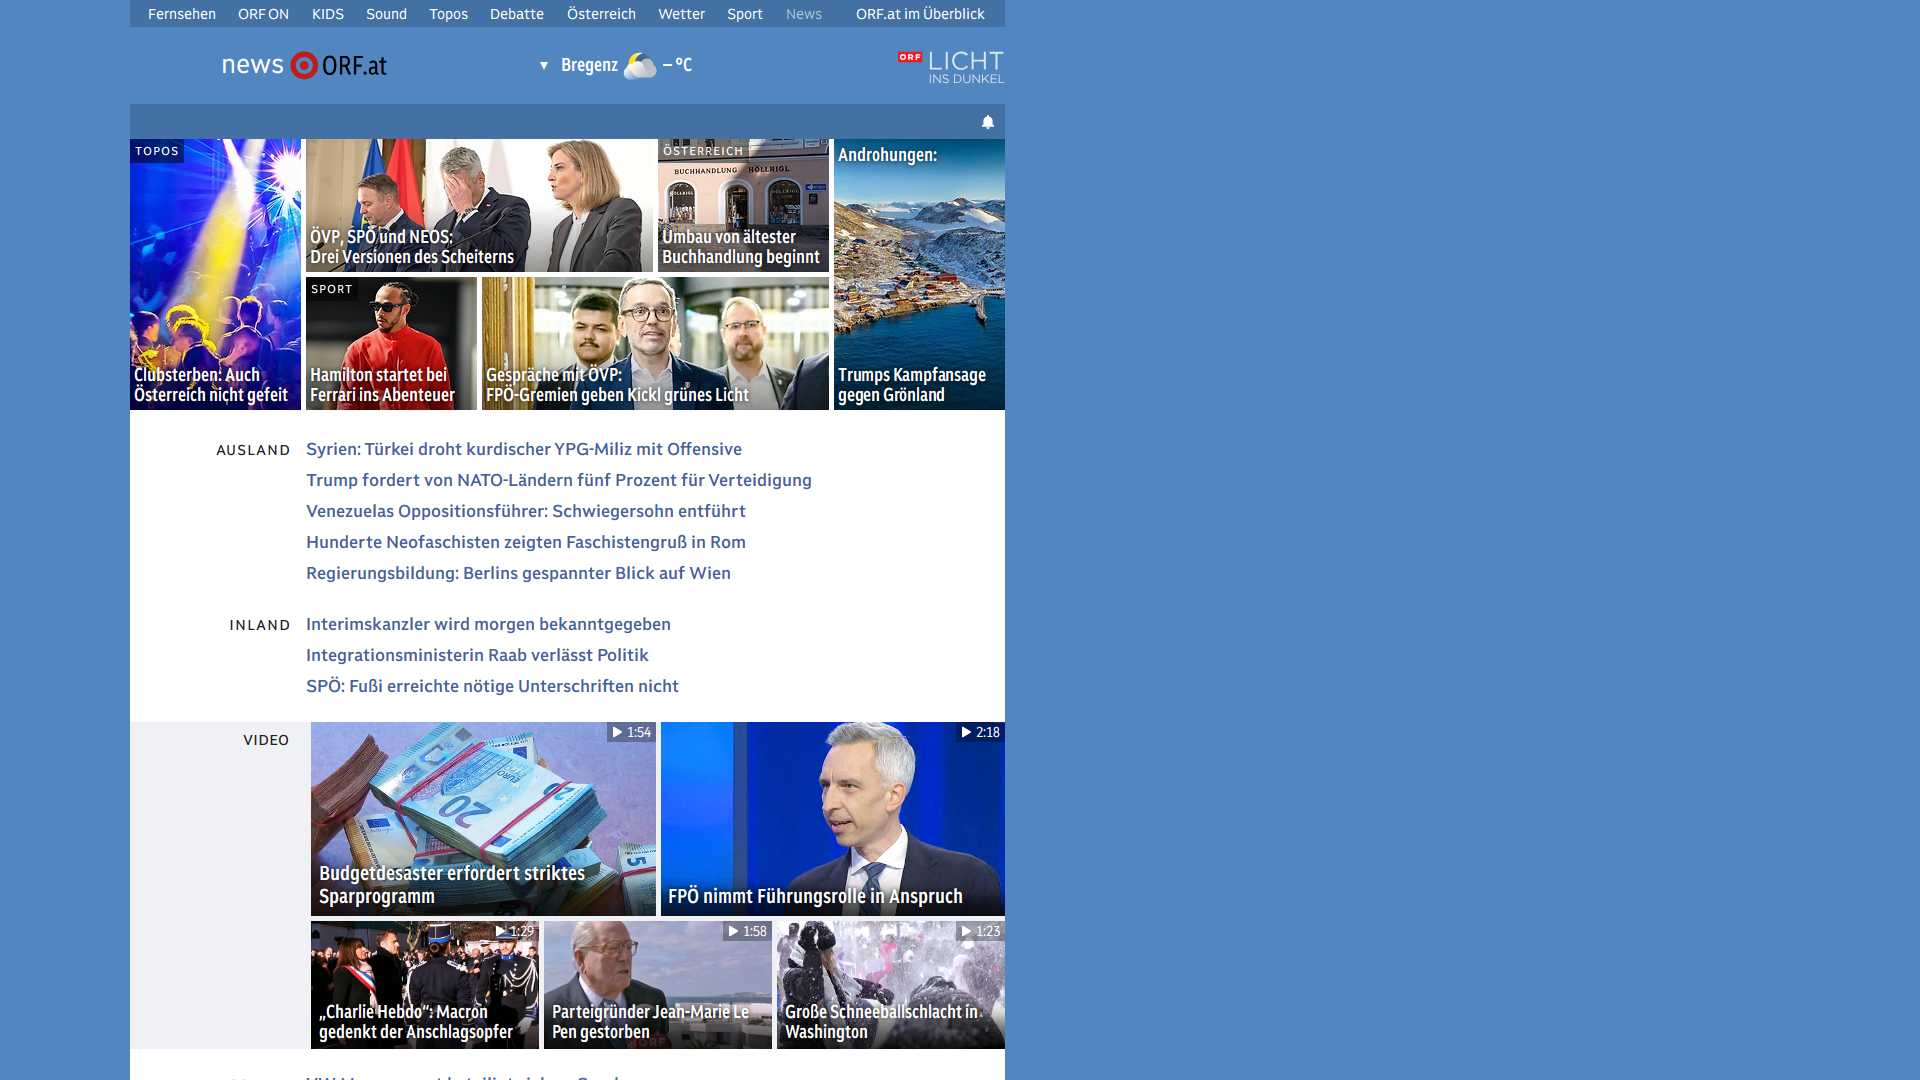 Fernsehen ORF ON KIDS Sound Topos Debatte Österreich Wetter Sport News ORF.at im Überblick
news ORF.at
▼ Bregenz – °C
ORF LICHT
INS DUNKEL
TOPOS
Clubsterben: Auch
Österreich nicht gefeit
ÖVP, SPÖ und NEOS:
Drei Versionen des Scheiterns
ÖSTERREICH
BUCHHANDLUNG HÖLLRIGL
Umbau von ältester
Buchhandlung beginnt
Androhungen:
Trumps Kampfansage
gegen Grönland
SPORT
Hamilton startet bei
Ferrari ins Abenteuer
Gespräche mit ÖVP:
FPÖ-Gremien geben Kickl grünes Licht
AUSLAND
Syrien: Türkei droht kurdischer YPG-Miliz mit Offensive
Trump fordert von NATO-Ländern fünf Prozent für Verteidigung
Venezuelas Oppositionsführer: Schwiegersohn entführt
Hunderte Neofaschisten zeigten Faschistengruß in Rom
Regierungsbildung: Berlins gespannter Blick auf Wien
INLAND
Interimskanzler wird morgen bekanntgegeben
Integrationsministerin Raab verlässt Politik
SPÖ: Fußi erreichte nötige Unterschriften nicht
VIDEO
1:54
Budgetdesaster erfordert striktes
Sparprogramm
2:18
FPÖ nimmt Führungsrolle in Anspruch
1:29
„Charlie Hebdo“: Macron
gedenkt der Anschlagsopfer
1:58
Parteigründer Jean-Marie Le
Pen gestorben
1:23
Große Schneeballschlacht in
Washington